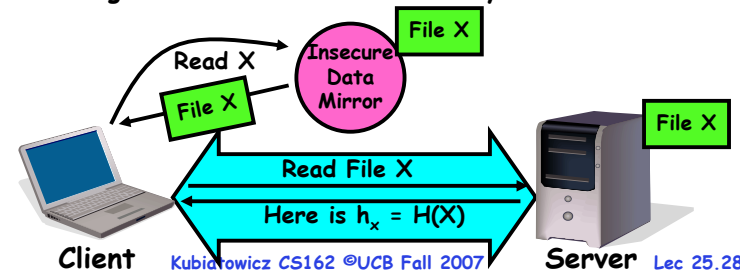 File X
Read X
Insecure
Data
Mirror
File X
File X
Read File X
Here is hₓ = H(X)
Client
Server
Kubiatowicz CS162 ©UCB Fall 2007
Lec 25.28